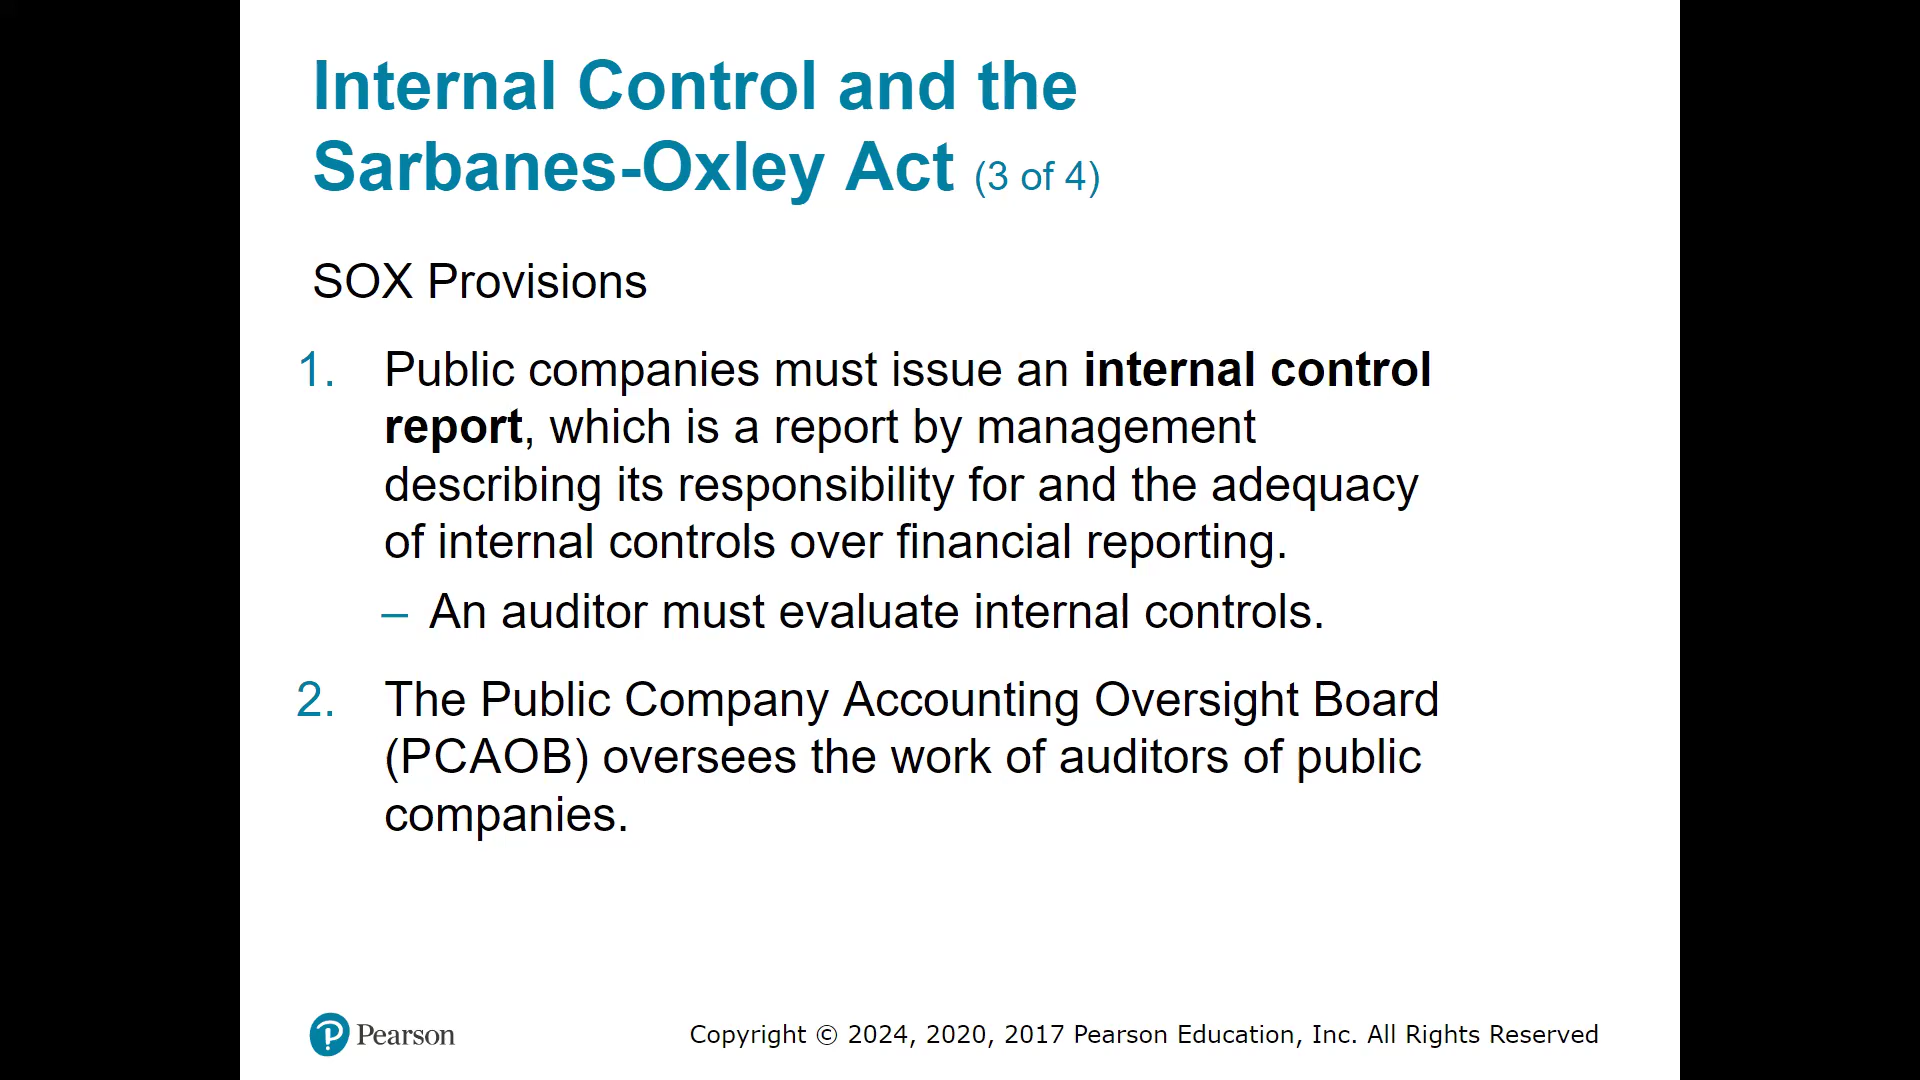 Internal Control and the
Sarbanes-Oxley Act (3 of 4)
SOX Provisions
1. Public companies must issue an internal control
report, which is a report by management
describing its responsibility for and the adequacy
of internal controls over financial reporting.
– An auditor must evaluate internal controls.
2. The Public Company Accounting Oversight Board
(PCAOB) oversees the work of auditors of public
companies.
Pearson Copyright © 2024, 2020, 2017 Pearson Education, Inc. All Rights Reserved